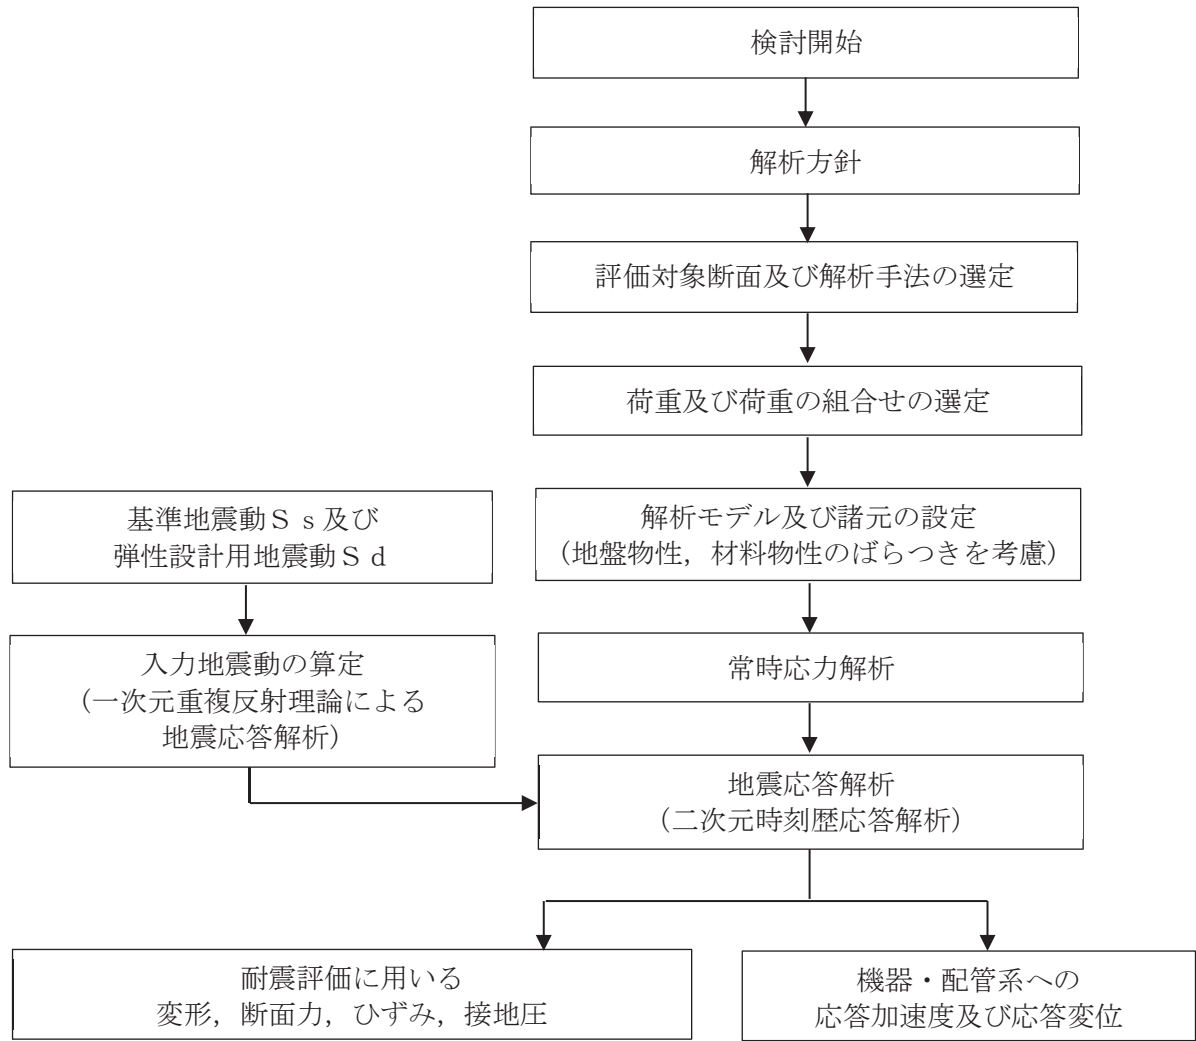 検討開始
解析方針
評価対象断面及び解析手法の選定
荷重及び荷重の組合せの選定
基準地震動Ｓｓ及び
弾性設計用地震動Ｓｄ
解析モデル及び諸元の設定
（地盤物性，材料物性のばらつきを考慮）
入力地震動の算定
（一次元重複反射理論による
地震応答解析）
常時応力解析
地震応答解析
（二次元時刻歴応答解析）
耐震評価に用いる
変形，断面力，ひずみ，接地圧
機器・配管系への
応答加速度及び応答変位